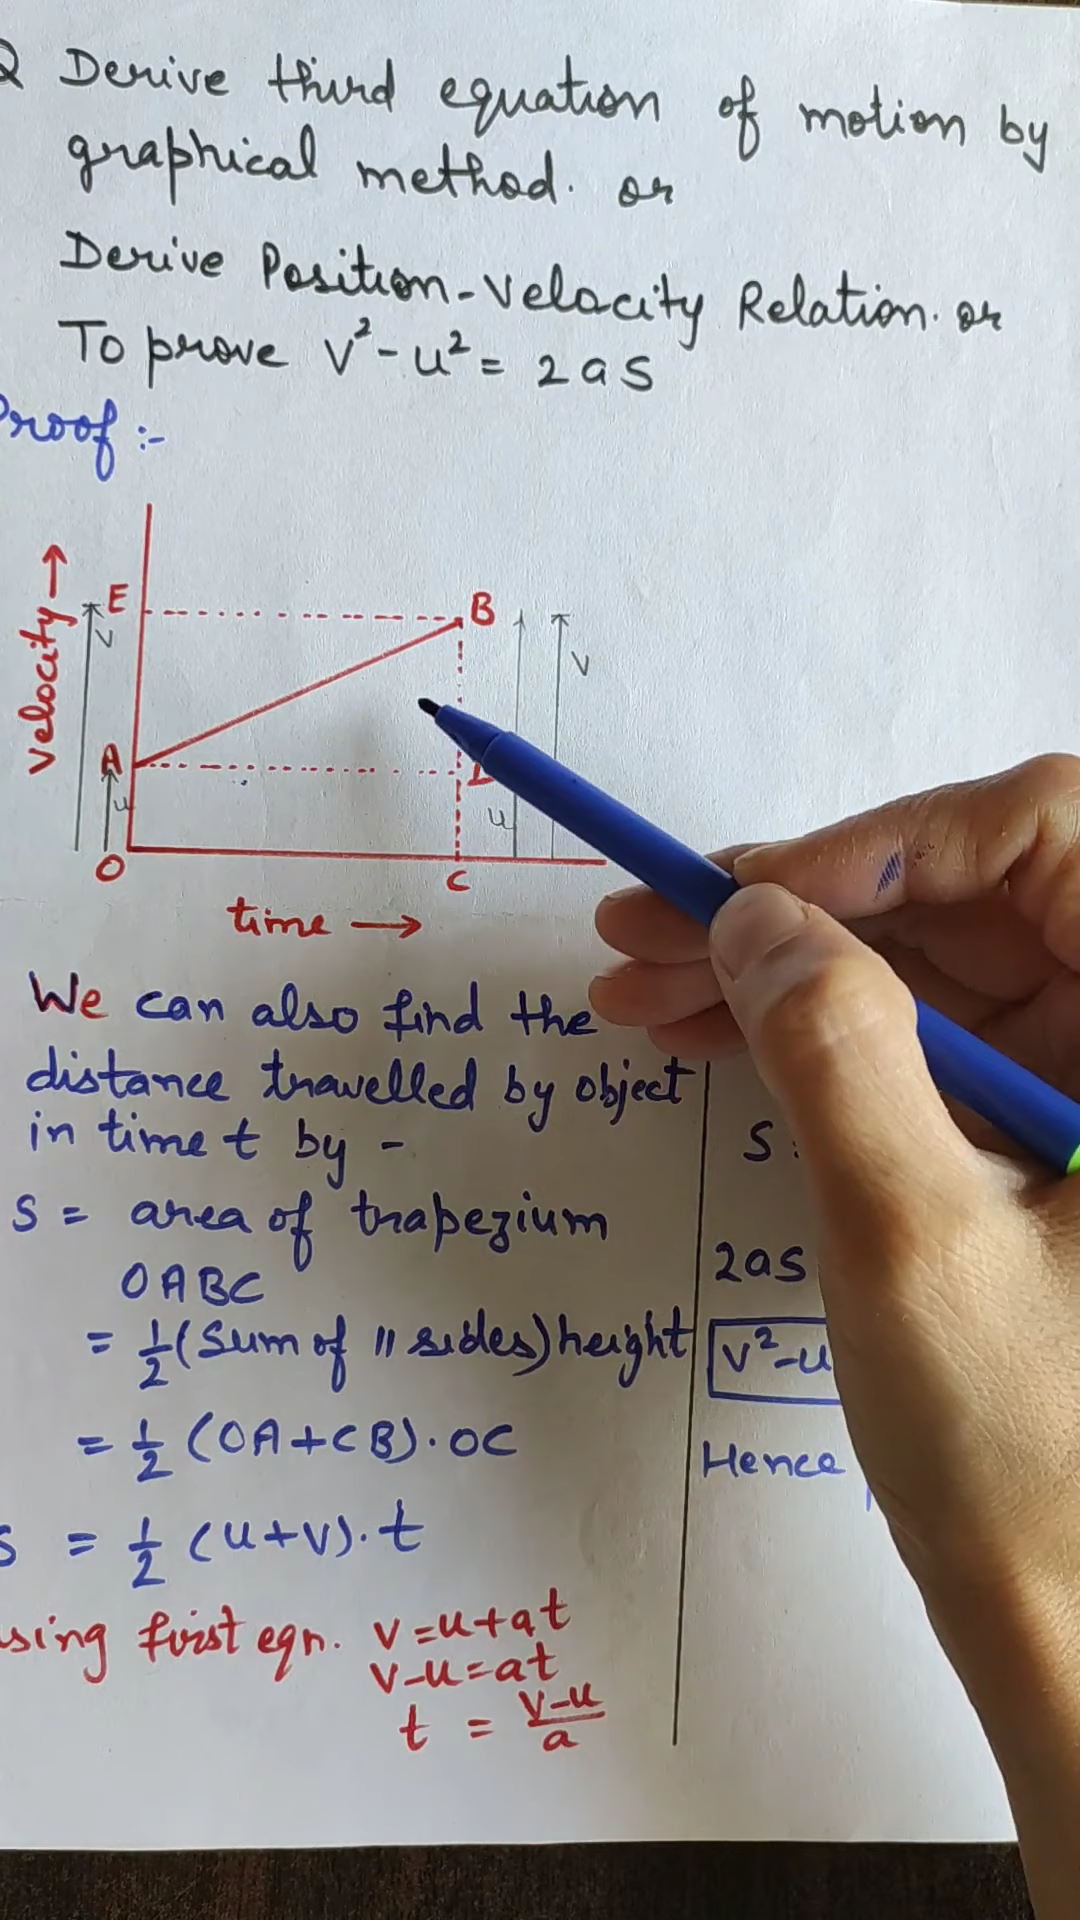 Q Derive third equation of motion by
graphical method. or
Derive Position-Velocity Relation. or
To prove v² - u² = 2as
Proof :-
velocity →
E
B
v
v
A
u
u
O
C
time →
We can also find the
distance travelled by object
in time t by -
S = area of trapezium
OABC
= 1/2 (Sum of || sides) height
= 1/2 (OA+CB).OC
S = 1/2 (u+v).t
using first eqn. v=u+at
v-u=at
t = v-u/a
S =
2as
v²-u
Hence